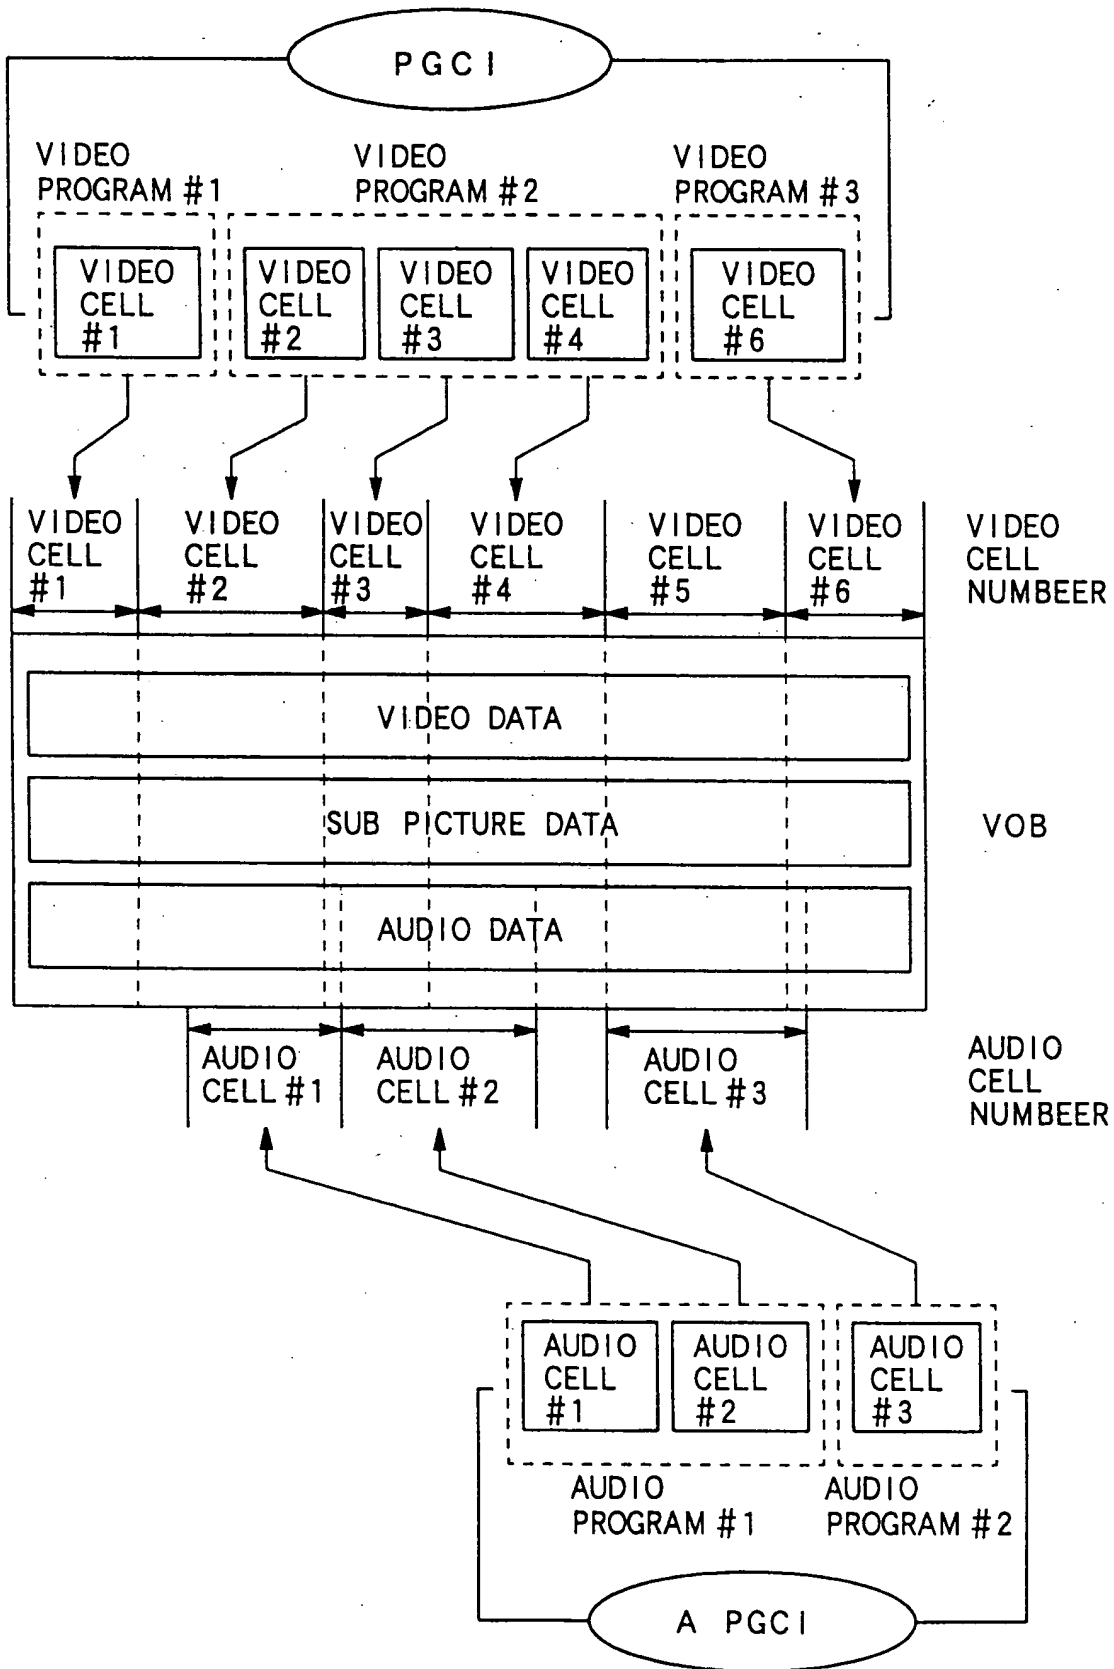 PGCI
VIDEO
PROGRAM #1
VIDEO
PROGRAM #2
VIDEO
PROGRAM #3
VIDEO
CELL
#1
VIDEO
CELL
#2
VIDEO
CELL
#3
VIDEO
CELL
#4
VIDEO
CELL
#6
VIDEO
CELL
#1
VIDEO
CELL
#2
VIDEO
CELL
#3
VIDEO
CELL
#4
VIDEO
CELL
#5
VIDEO
CELL
#6
VIDEO
CELL
NUMBEER
VIDEO DATA
SUB PICTURE DATA
VOB
AUDIO DATA
AUDIO
CELL #1
AUDIO
CELL #2
AUDIO
CELL #3
AUDIO
CELL
NUMBEER
AUDIO
CELL
#1
AUDIO
CELL
#2
AUDIO
CELL
#3
AUDIO
PROGRAM #1
AUDIO
PROGRAM #2
A PGCI